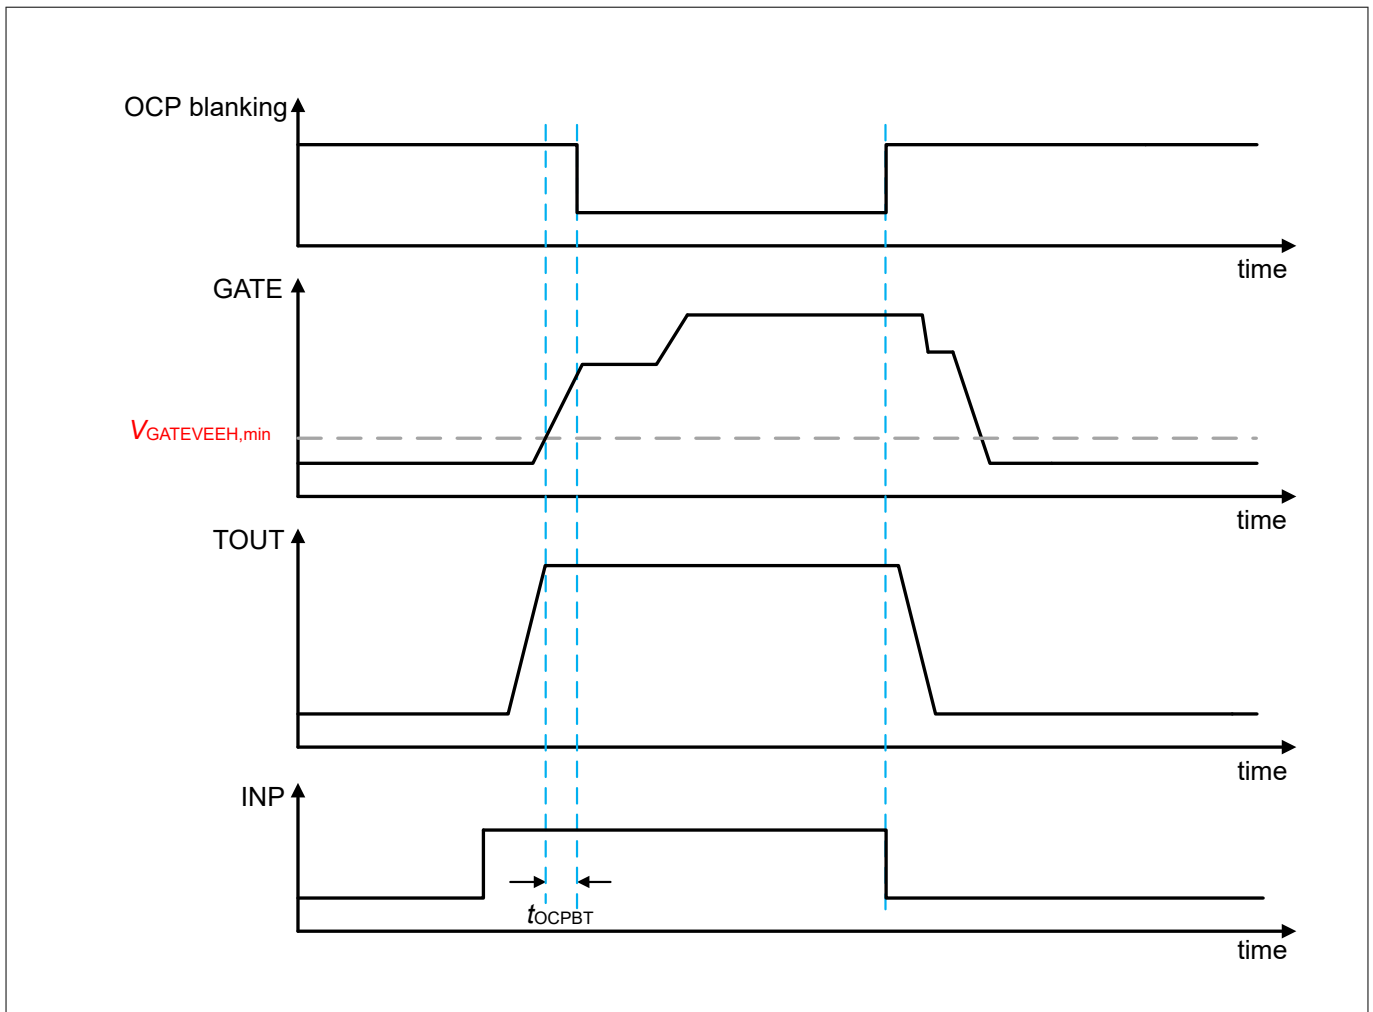 OCP blanking
time
GATE
VGATEVEEH,min
time
TOUT
time
INP
tOCPBT
time